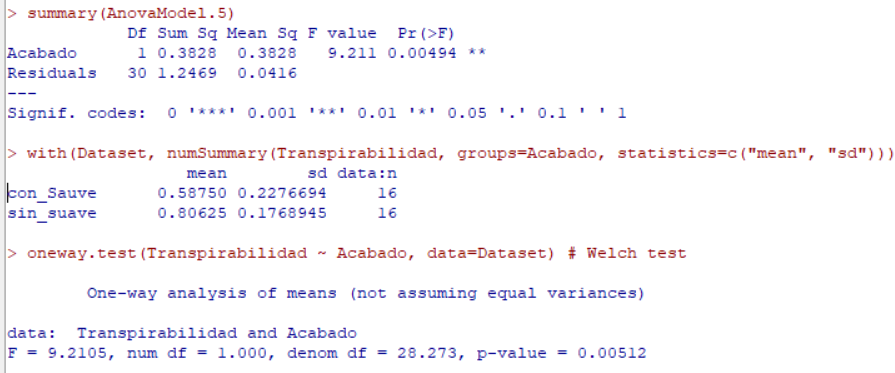 > summary(AnovaModel.5)
Df Sum Sq Mean Sq F value Pr(>F)
Acabado 1 0.3828 0.3828 9.211 0.00494 **
Residuals 30 1.2469 0.0416
---
Signif. codes: 0 '***' 0.001 '**' 0.01 '*' 0.05 '.' 0.1 ' ' 1
> with(Dataset, numSummary(Transpirabilidad, groups=Acabado, statistics=c("mean", "sd")))
mean sd data:n
con_Sauve 0.58750 0.2276694 16
sin_suave 0.80625 0.1768945 16
> oneway.test(Transpirabilidad ~ Acabado, data=Dataset) # Welch test
One-way analysis of means (not assuming equal variances)
data: Transpirabilidad and Acabado
F = 9.2105, num df = 1.000, denom df = 28.273, p-value = 0.00512